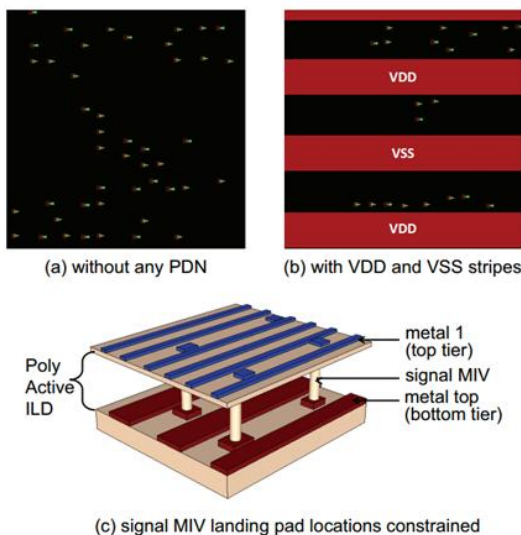 VDD
VSS
VDD
(a) without any PDN
(b) with VDD and VSS stripes
Poly
Active
ILD
metal 1
(top tier)
signal MIV
metal top
(bottom tier)
(c) signal MIV landing pad locations constrained